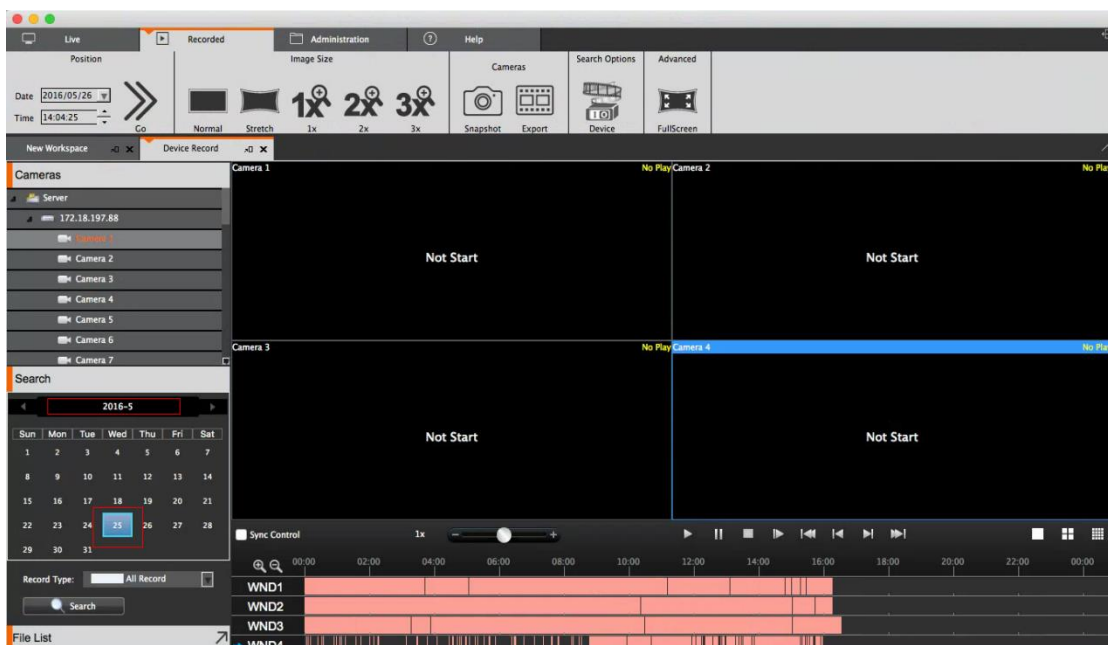 Live Recorded Administration Help
Position Image Size Cameras Search Options Advanced
Date 2016/05/26
Time 14:04:25
Go Normal Stretch 1x 2x 3x Snapshot Export Device FullScreen
New Workspace Device Record
Cameras
Server
172.18.197.88
Camera 1
Camera 2
Camera 3
Camera 4
Camera 5
Camera 6
Camera 7
Search
2016-5
Sun Mon Tue Wed Thu Fri Sat
1 2 3 4 5 6 7
8 9 10 11 12 13 14
15 16 17 18 19 20 21
22 23 24 25 26 27 28
29 30 31
Record Type: All Record
Search
File List
Camera 1 No Play Camera 2 No Pla
Not Start Not Start
Camera 3 No Play Camera 4 No Pla
Not Start Not Start
Sync Control 1x
00:00 02:00 04:00 06:00 08:00 10:00 12:00 14:00 16:00 18:00 20:00 22:00 00:00
WND1
WND2
WND3
WND4